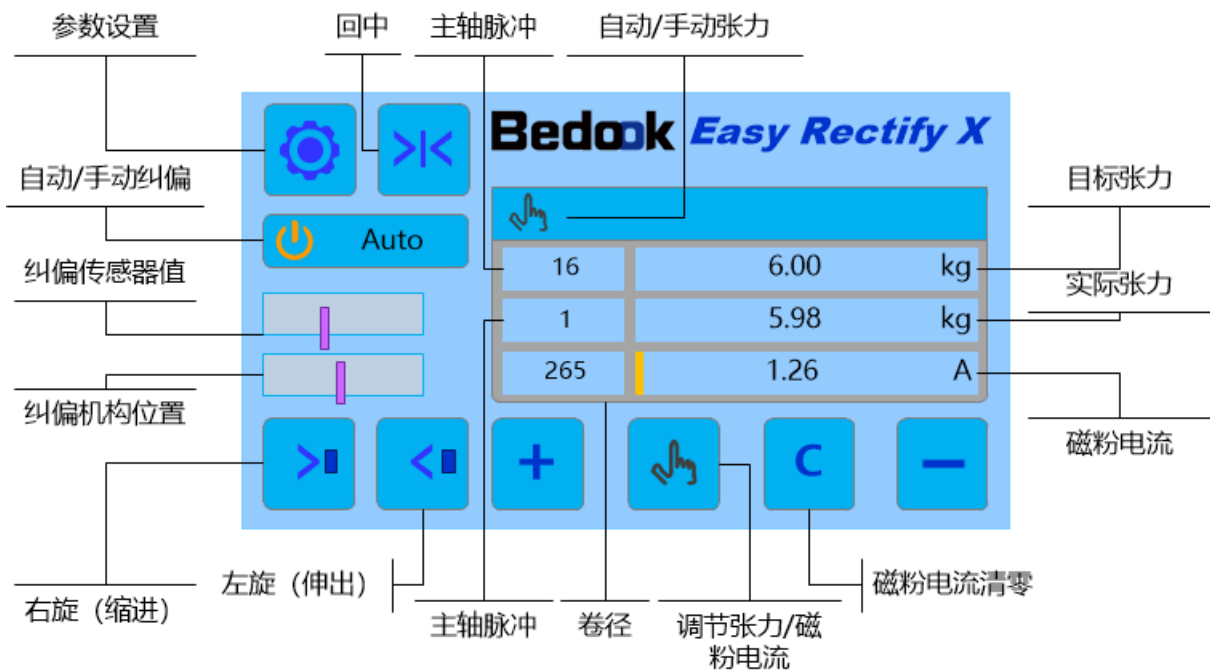 参数设置
回中
主轴脉冲
自动/手动张力
Bedook Easy Rectify X
自动/手动纠偏
目标张力
Auto
纠偏传感器值
16 6.00 kg
实际张力
1 5.98 kg
265 1.26 A
纠偏机构位置
磁粉电流
>
<
+
C
−
左旋（伸出）
磁粉电流清零
右旋（缩进）
主轴脉冲
卷径
调节张力/磁
粉电流